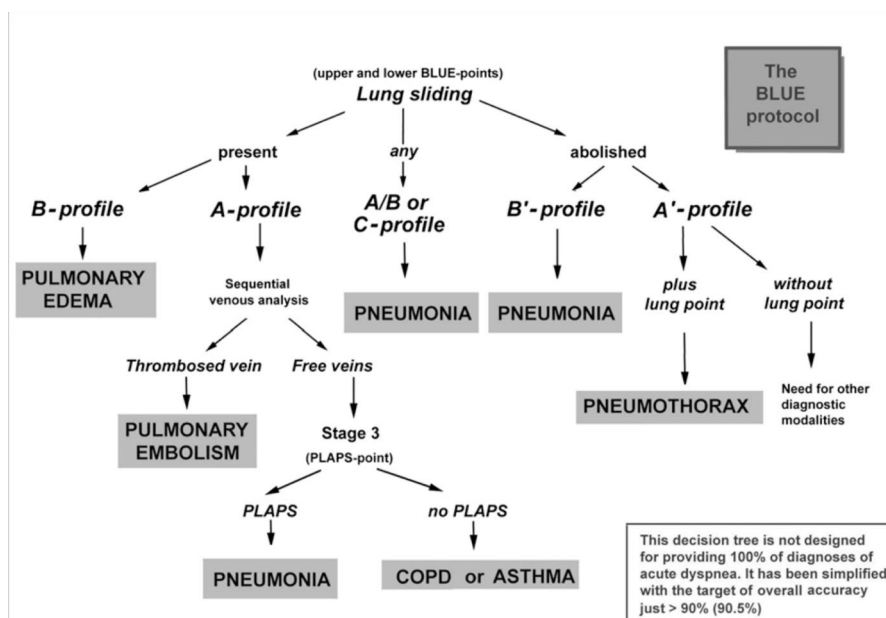 The
BLUE
protocol
(upper and lower BLUE-points)
Lung sliding
present
any
abolished
B-profile
A-profile
A/B or
C-profile
B'-profile
A'-profile
PULMONARY
EDEMA
Sequential
venous analysis
PNEUMONIA
PNEUMONIA
plus
lung point
without
lung point
Thrombosed vein
Free veins
PULMONARY
EMBOLISM
Stage 3
(PLAPS-point)
PNEUMOTHORAX
Need for other
diagnostic
modalities
PLAPS
no PLAPS
PNEUMONIA
COPD or ASTHMA
This decision tree is not designed
for providing 100% of diagnoses of
acute dyspnea. It has been simplified
with the target of overall accuracy
just > 90% (90.5%)